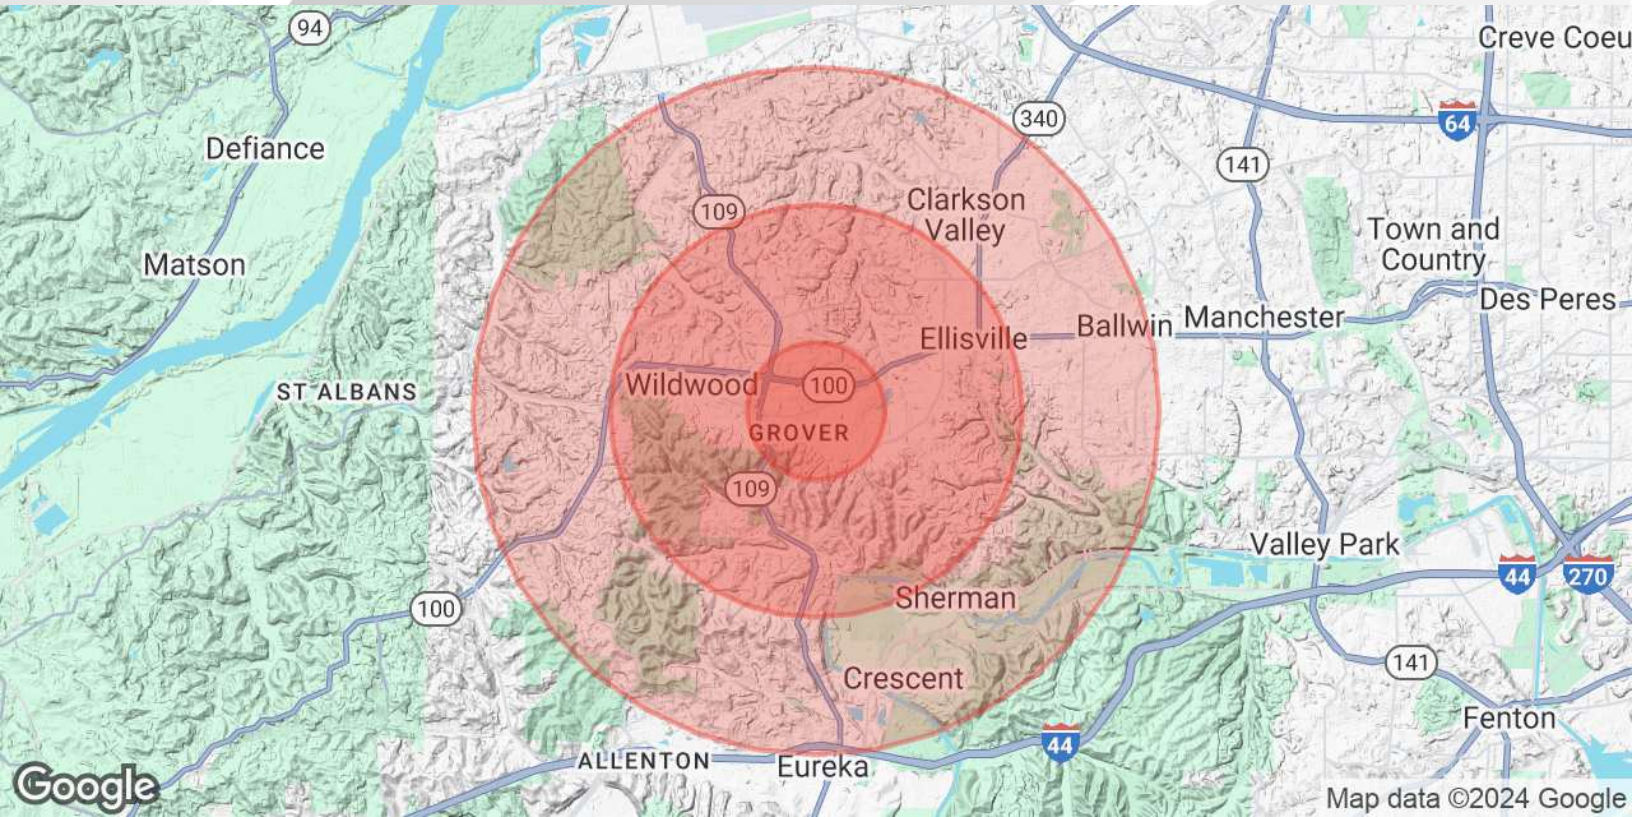 94
Creve Coeu
340
64
Defiance
141
109
Clarkson
Valley
Town and
Country
Matson
Des Peres
Ellisville
Ballwin
Manchester
ST ALBANS
Wildwood
100
GROVER
109
Valley Park
44
270
100
Sherman
141
Crescent
Fenton
44
ALLENTON
Eureka
Google
Map data ©2024 Google